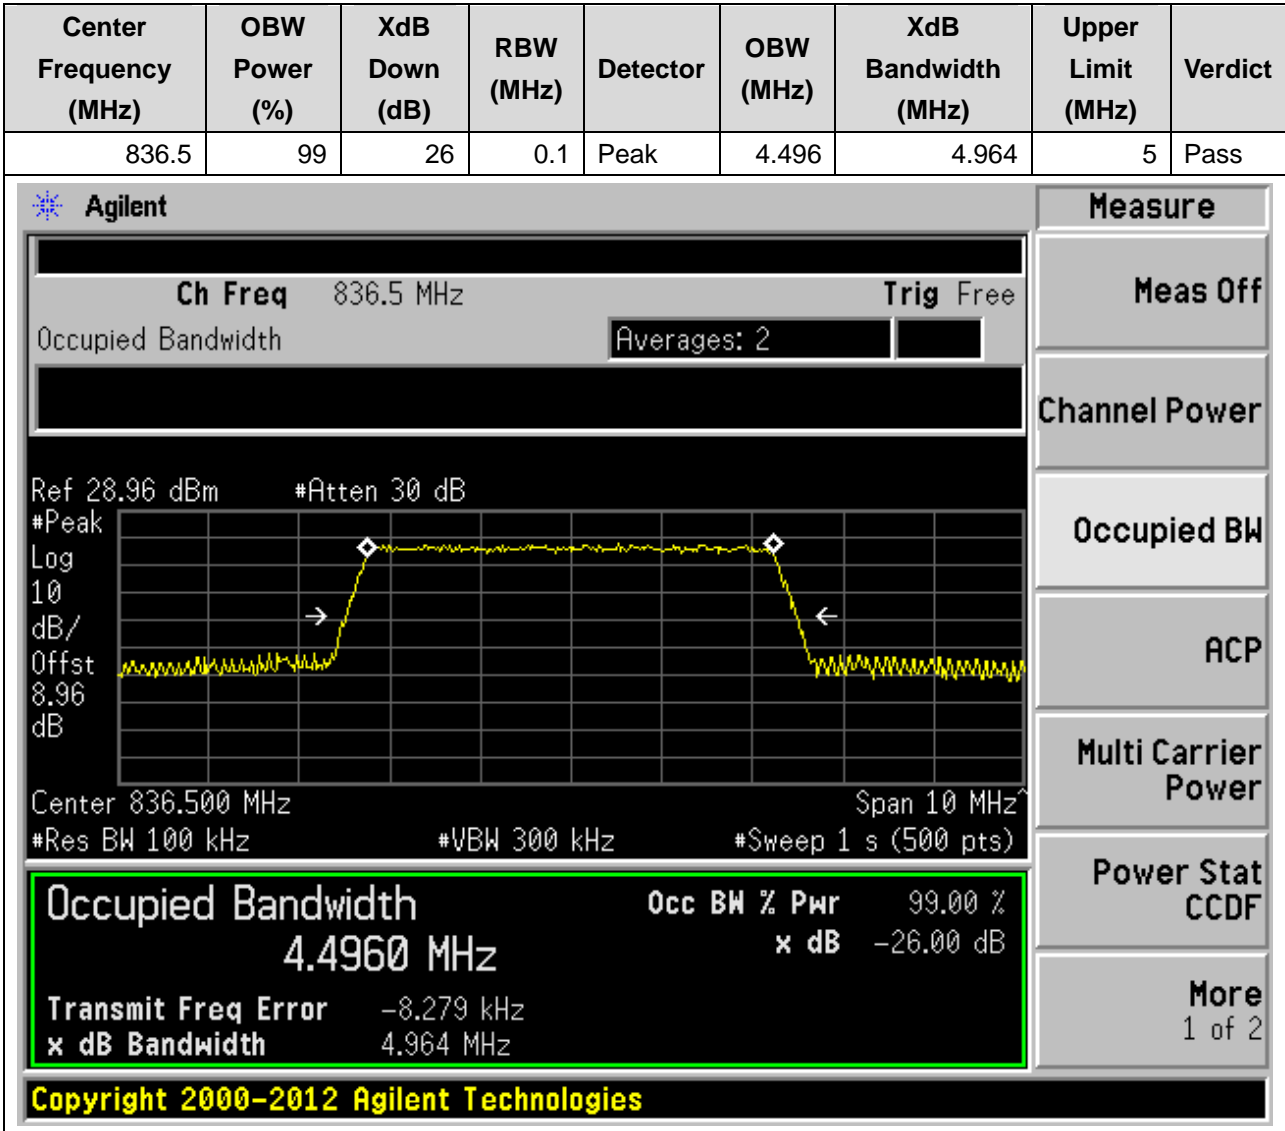 Center Frequency (MHz) OBW Power (%) XdB Down (dB) RBW (MHz) Detector OBW (MHz) XdB Bandwidth (MHz) Upper Limit (MHz) Verdict
836.5 99 26 0.1 Peak 4.496 4.964 5 Pass
Agilent
Measure
Ch Freq 836.5 MHz Trig Free
Meas Off
Occupied Bandwidth Averages: 2
Channel Power
Ref 28.96 dBm #Atten 30 dB
#Peak
Log
10
dB/
Offst
8.96
dB
Occupied BW
ACP
Multi Carrier
Power
Center 836.500 MHz Span 10 MHz^
#Res BW 100 kHz #VBW 300 kHz #Sweep 1 s (500 pts)
Power Stat
CCDF
Occupied Bandwidth Occ BW % Pwr 99.00 %
4.4960 MHz x dB -26.00 dB
Transmit Freq Error -8.279 kHz
x dB Bandwidth 4.964 MHz
More
1 of 2
Copyright 2000-2012 Agilent Technologies